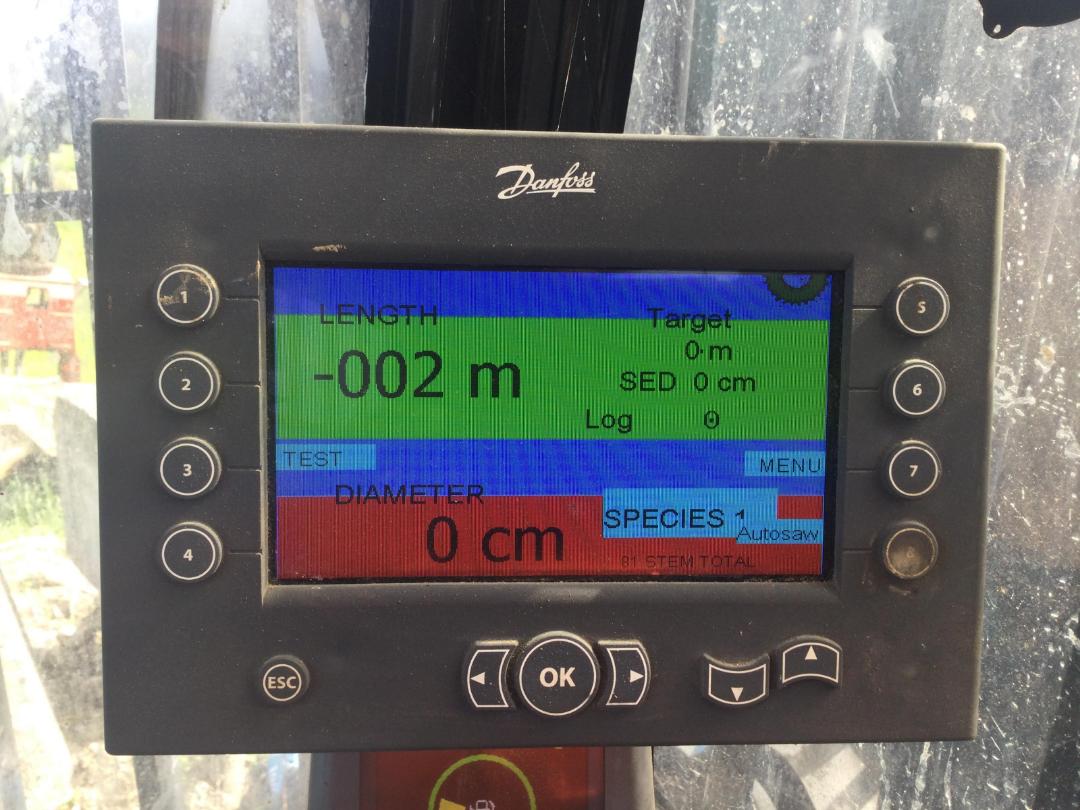 Danfoss
1
2
3
4
5
6
7
8
LENGTH
-002 m
Target
0 m
SED 0 cm
Log 0
TEST
MENU
DIAMETER
0 cm
SPECIES 1
Autosaw
81 STEM TOTAL
ESC
OK